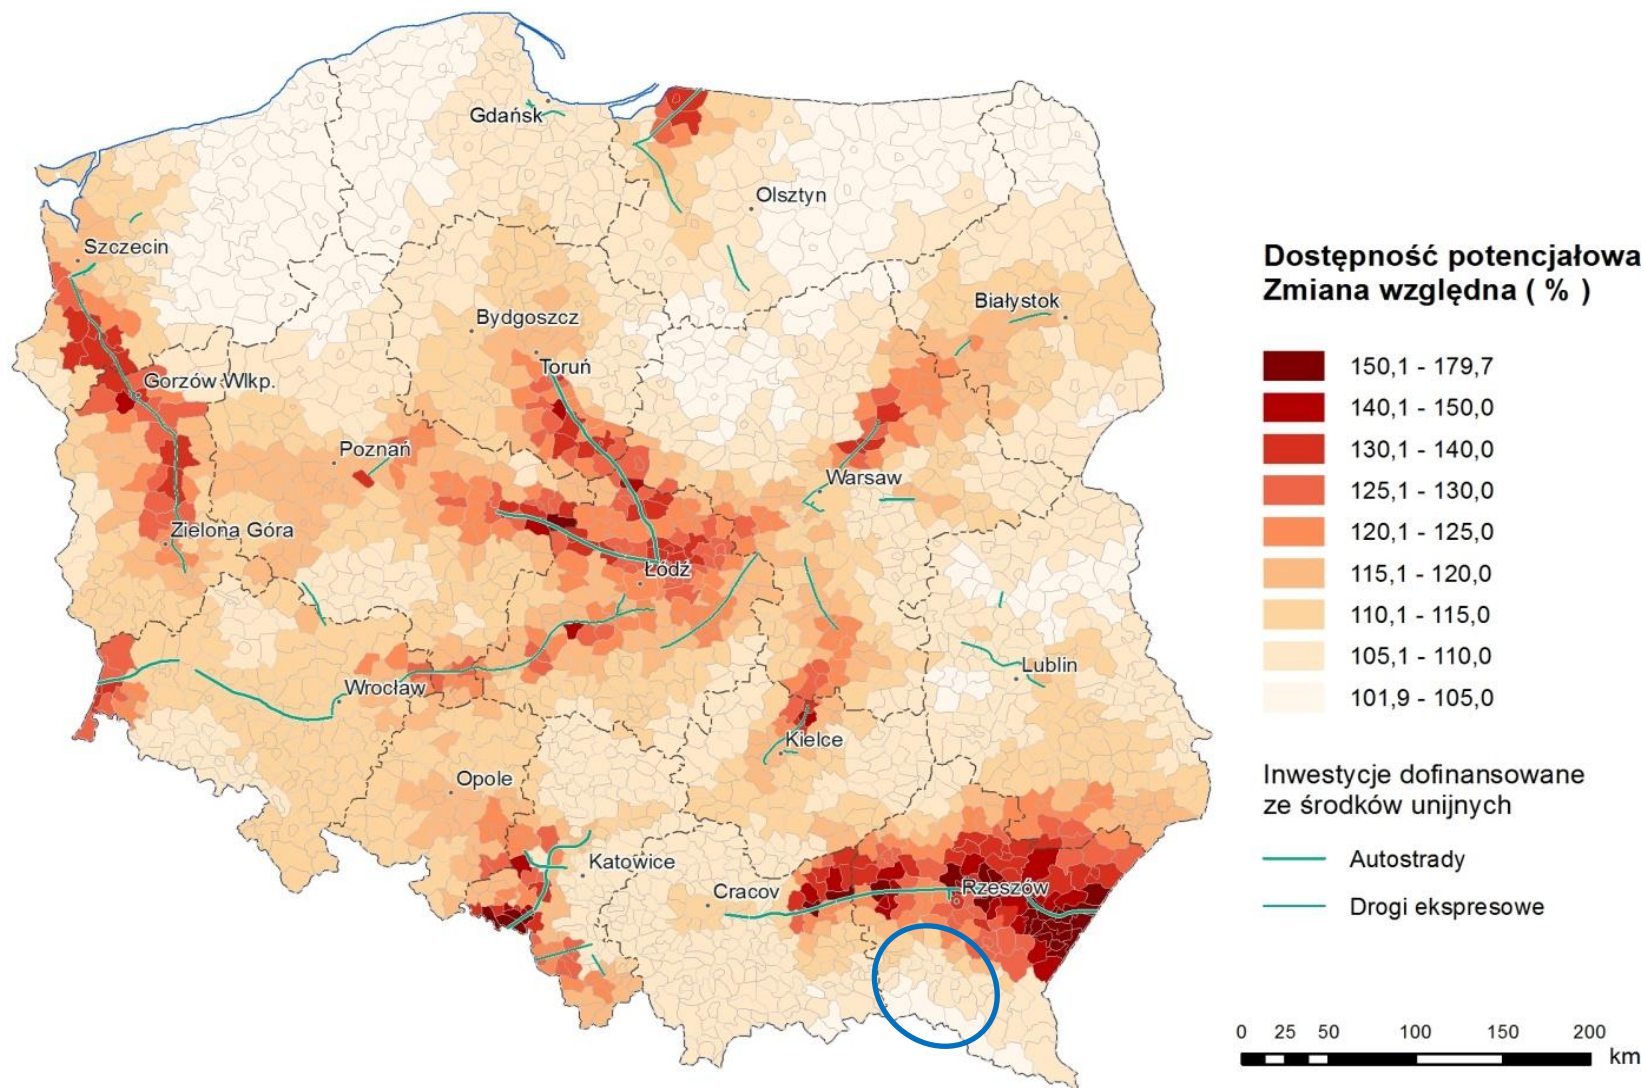 Gdańsk
Olsztyn
Szczecin
Białystok
Bydgoszcz
Toruń
Gorzów Wlkp.
Poznań
Warsaw
Zielona Góra
Łódź
Lublin
Wrocław
Kielce
Opole
Katowice
Cracov
Rzeszów
Dostępność potencjałowa
Zmiana względna ( % )
150,1 - 179,7
140,1 - 150,0
130,1 - 140,0
125,1 - 130,0
120,1 - 125,0
115,1 - 120,0
110,1 - 115,0
105,1 - 110,0
101,9 - 105,0
Inwestycje dofinansowane
ze środków unijnych
Autostrady
Drogi ekspresowe
0 25 50 100 150 200
km